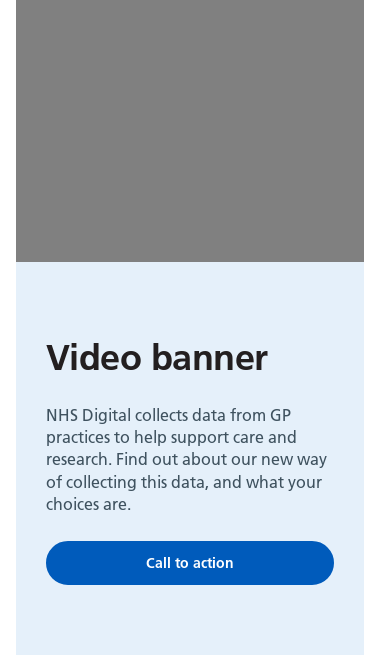 Video banner
NHS Digital collects data from GP
practices to help support care and
research. Find out about our new way
of collecting this data, and what your
choices are.
Call to action